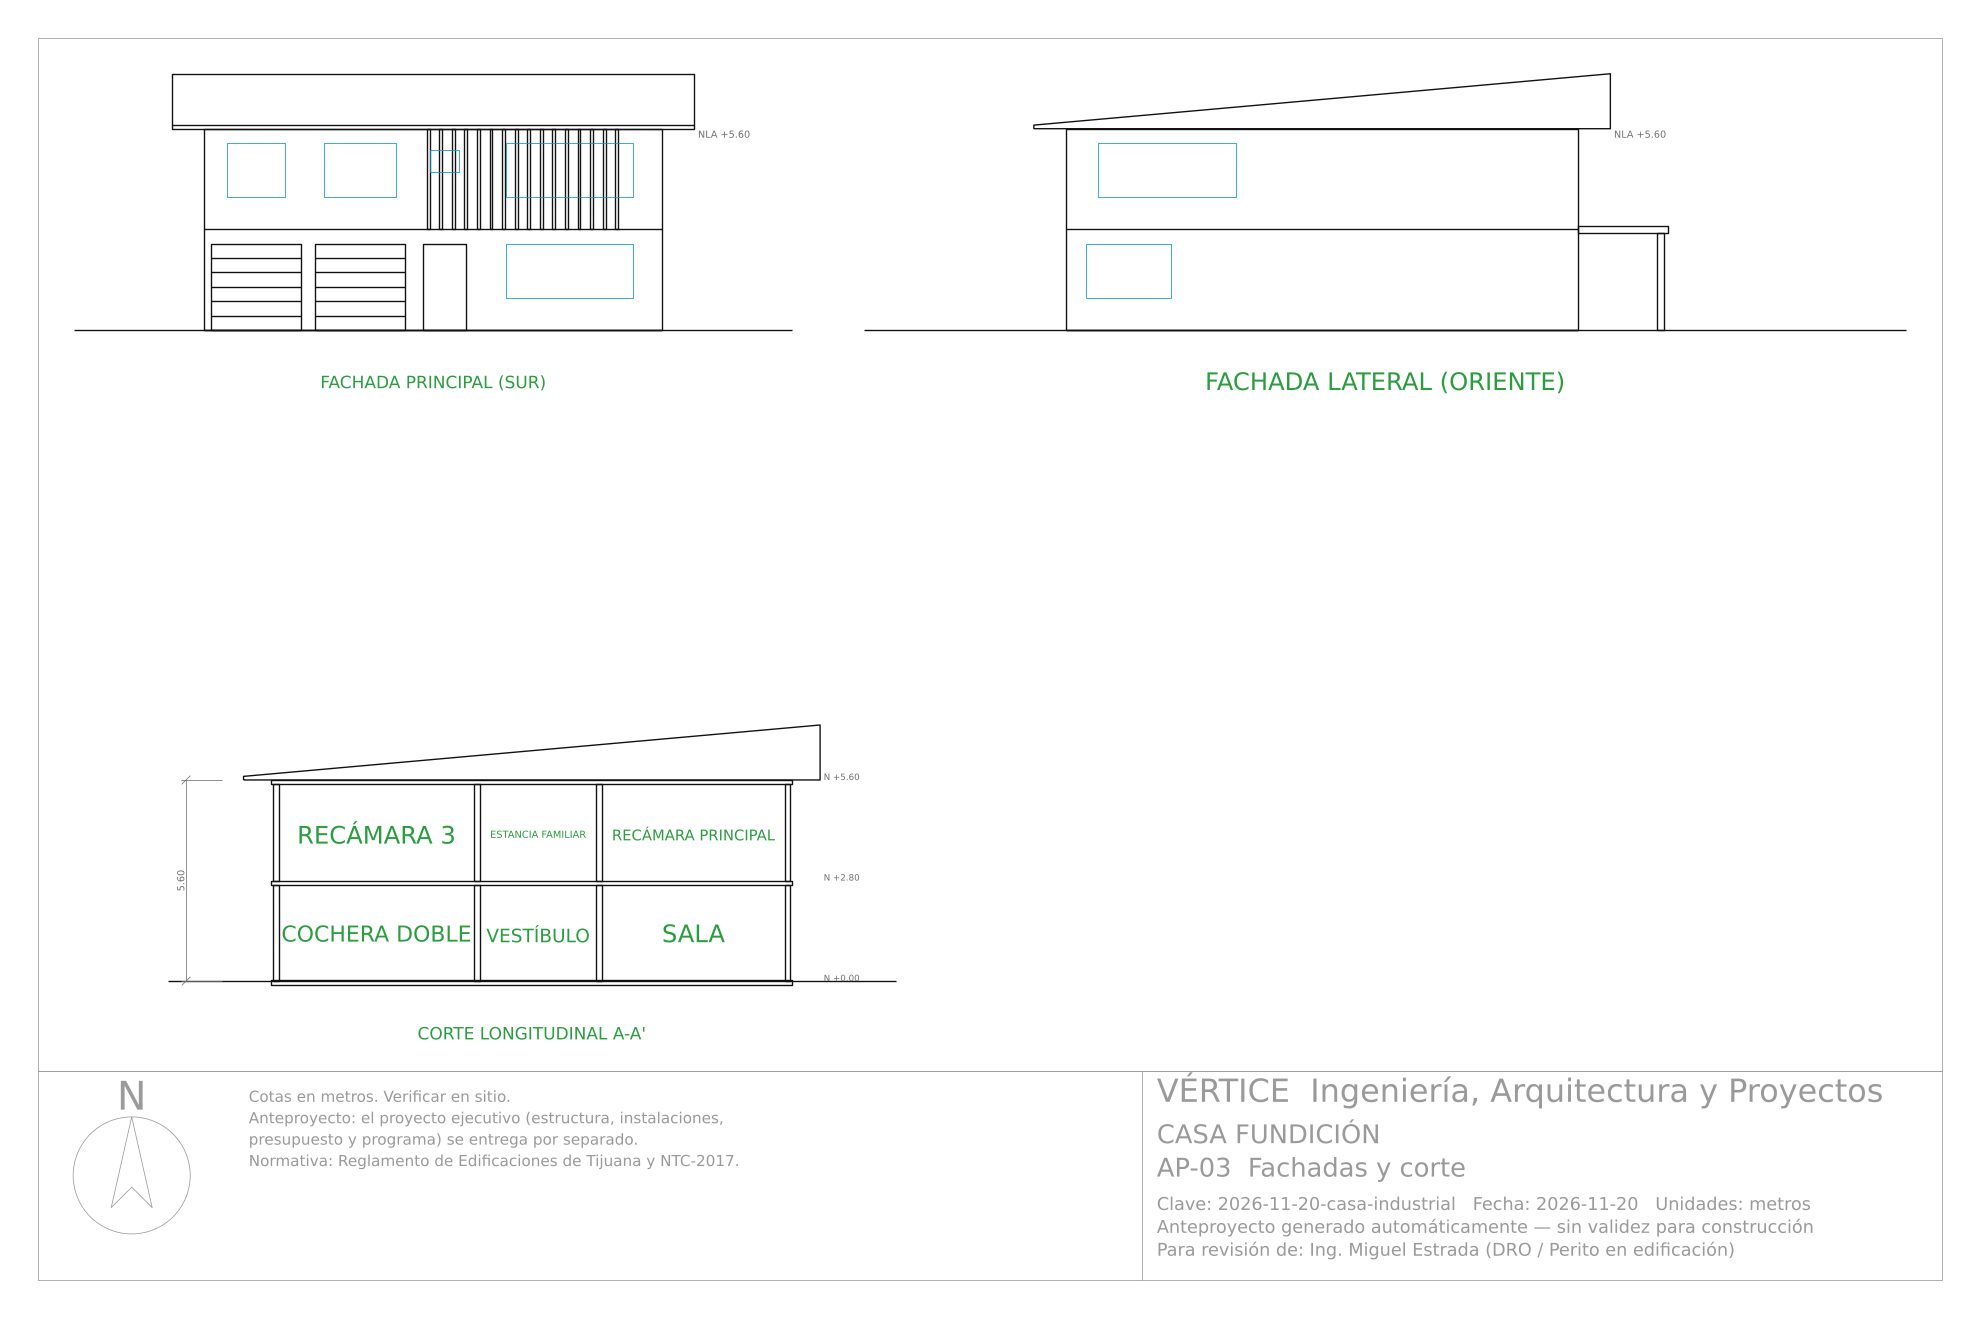 NLA +5.60
NLA +5.60
FACHADA PRINCIPAL (SUR)
FACHADA LATERAL (ORIENTE)
N +5.60
RECÁMARA 3
ESTANCIA FAMILIAR
RECÁMARA PRINCIPAL
5.60
N +2.80
COCHERA DOBLE
VESTÍBULO
SALA
N +0.00
CORTE LONGITUDINAL A-A'
N
Cotas en metros. Verificar en sitio.
Anteproyecto: el proyecto ejecutivo (estructura, instalaciones,
presupuesto y programa) se entrega por separado.
Normativa: Reglamento de Edificaciones de Tijuana y NTC-2017.
VÉRTICE  Ingeniería, Arquitectura y Proyectos
CASA FUNDICIÓN
AP-03  Fachadas y corte
Clave: 2026-11-20-casa-industrial   Fecha: 2026-11-20   Unidades: metros
Anteproyecto generado automáticamente — sin validez para construcción
Para revisión de: Ing. Miguel Estrada (DRO / Perito en edificación)